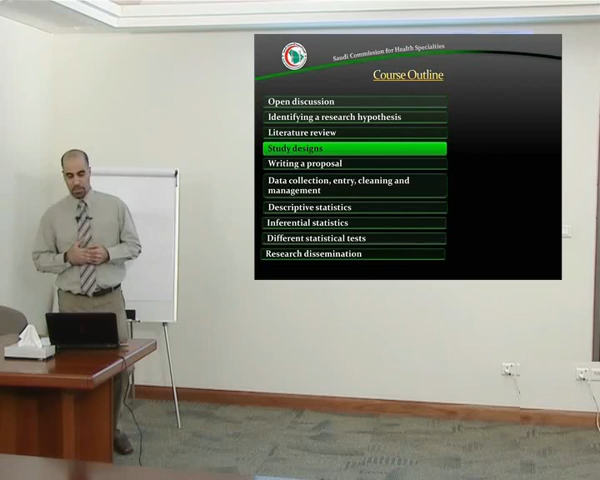 Saudi Commission for Health Specialties
Course Outline
Open discussion
Identifying a research hypothesis
Literature review
Study designs
Writing a proposal
Data collection, entry, cleaning and
management
Descriptive statistics
Inferential statistics
Different statistical tests
Research dissemination